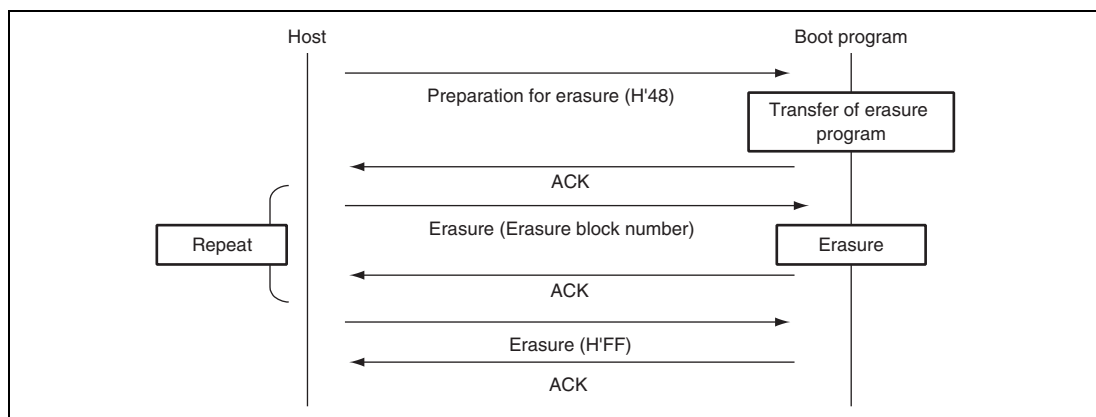 Host
Boot program
Preparation for erasure (H'48)
Transfer of erasure
program
ACK
Repeat
Erasure (Erasure block number)
Erasure
ACK
Erasure (H'FF)
ACK